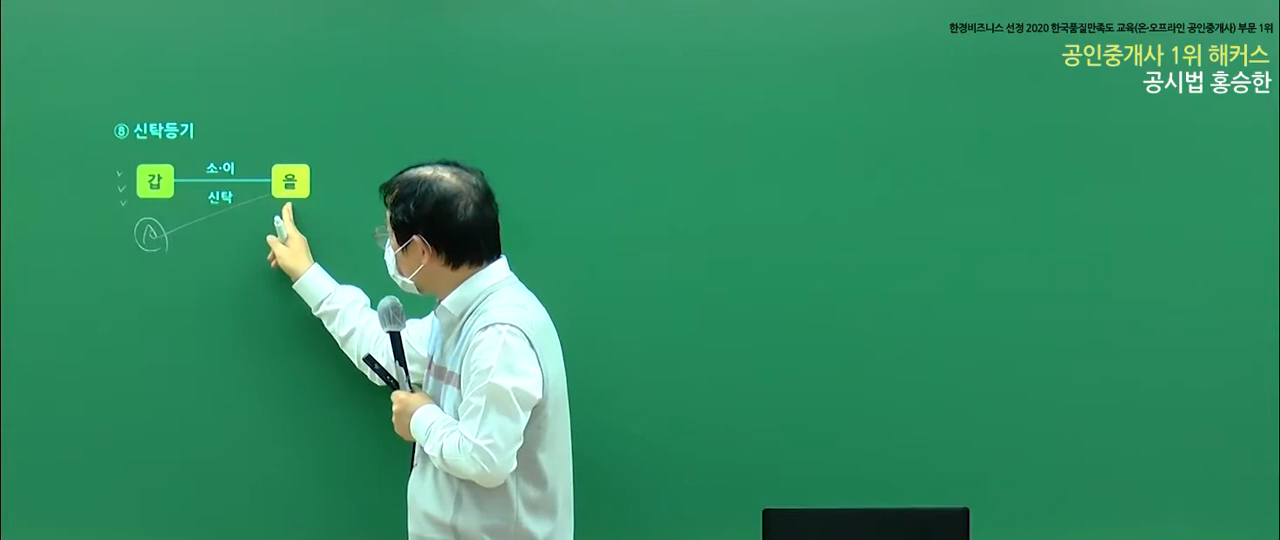 한경비즈니스 선정 2020 한국품질만족도 교육(온·오프라인 공인중개사) 부문 1위
공인중개사 1위 해커스
공시법 홍승한
⑧ 신탁등기
갑 소·이 을
신탁
A